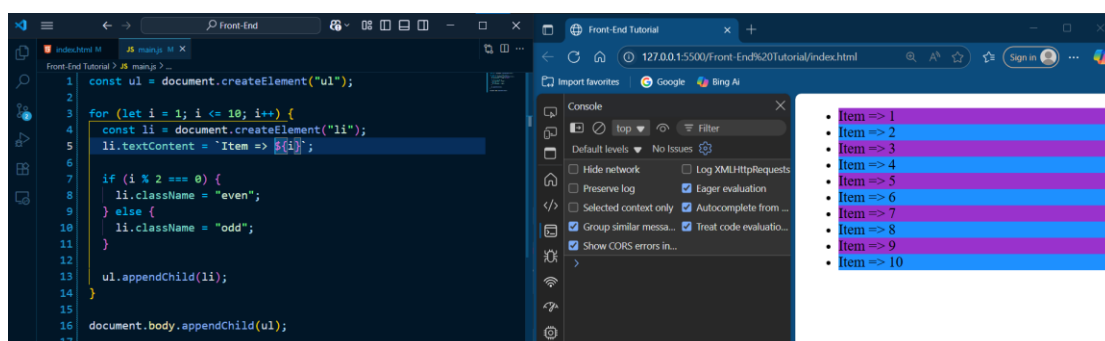 Front-End
index.html M
JS main.js M
Front-End Tutorial > JS main.js > ...
1 const ul = document.createElement("ul");
2
3 for (let i = 1; i <= 10; i++) {
4 const li = document.createElement("li");
5 li.textContent = `Item => ${i}`;
6
7 if (i % 2 === 0) {
8 li.className = "even";
9 } else {
10 li.className = "odd";
11 }
12
13 ul.appendChild(li);
14 }
15
16 document.body.appendChild(ul);
17
Front-End Tutorial
127.0.0.1:5500/Front-End%20Tutorial/index.html
Sign in
Import favorites
Google
Bing Ai
Console
top
Filter
Default levels
No Issues
Hide network
Log XMLHttpRequests
Preserve log
Eager evaluation
Selected context only
Autocomplete from ...
Group similar messa...
Treat code evaluatio...
Show CORS errors in...
>
Item => 1
Item => 2
Item => 3
Item => 4
Item => 5
Item => 6
Item => 7
Item => 8
Item => 9
Item => 10